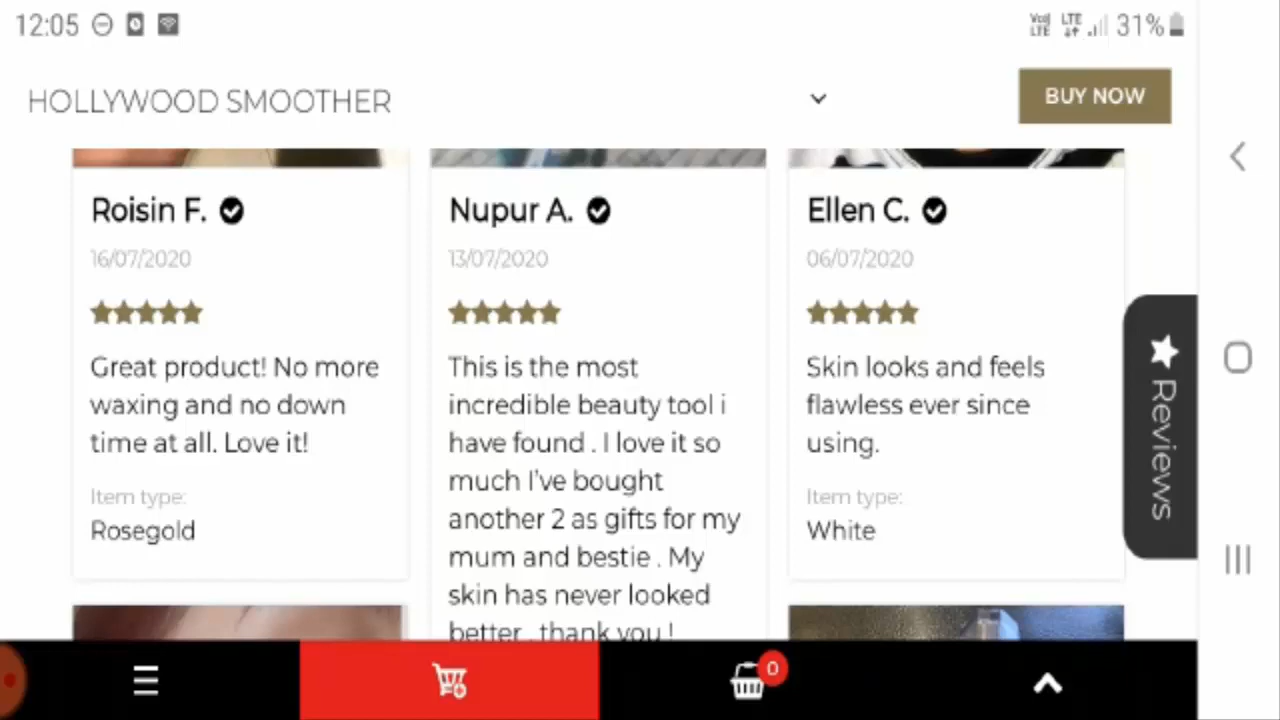 12:05
Vo) LTE LTE 31%
HOLLYWOOD SMOOTHER
BUY NOW
Roisin F.
16/07/2020
Great product! No more
waxing and no down
time at all. Love it!
Item type:
Rosegold
Nupur A.
13/07/2020
This is the most
incredible beauty tool i
have found . I love it so
much I've bought
another 2 as gifts for my
mum and bestie . My
skin has never looked
better . thank you !
Ellen C.
06/07/2020
Skin looks and feels
flawless ever since
using.
Item type:
White
Reviews
0